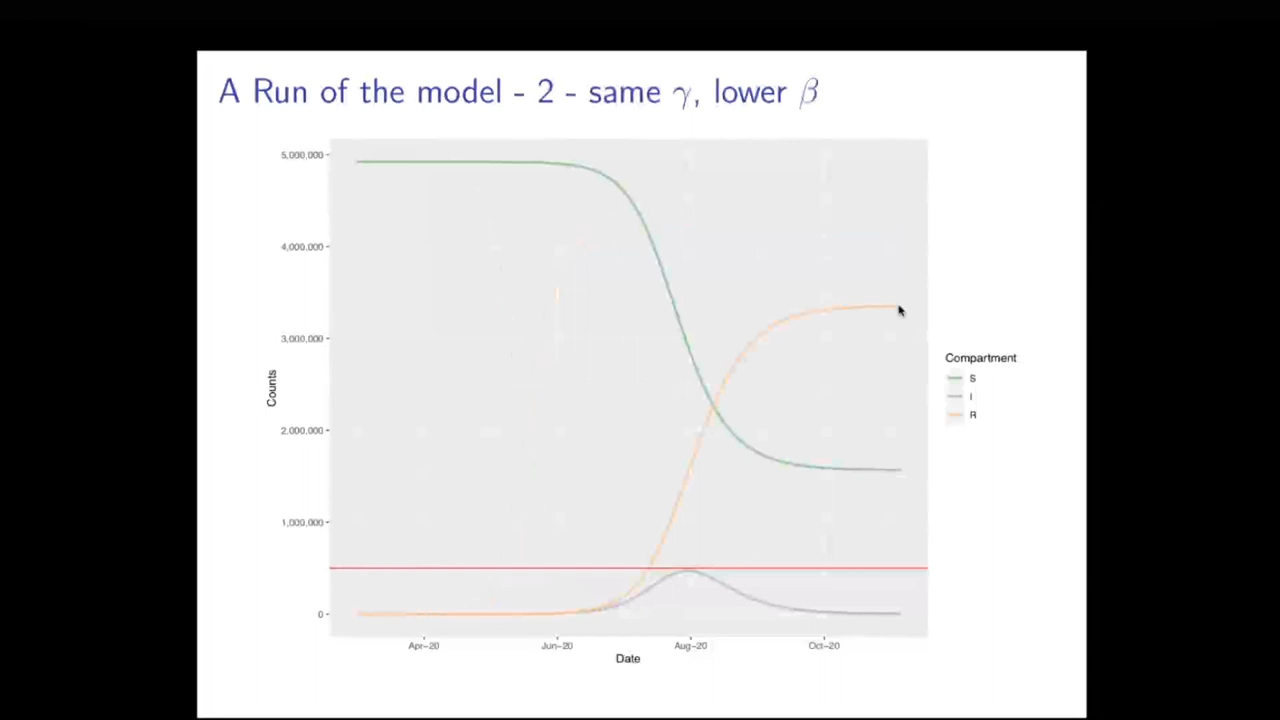 A Run of the model - 2 - same γ, lower β
5,000,000
4,000,000
3,000,000
2,000,000
1,000,000
0
Counts
Apr-20
Jun-20
Aug-20
Oct-20
Date
Compartment
S
I
R